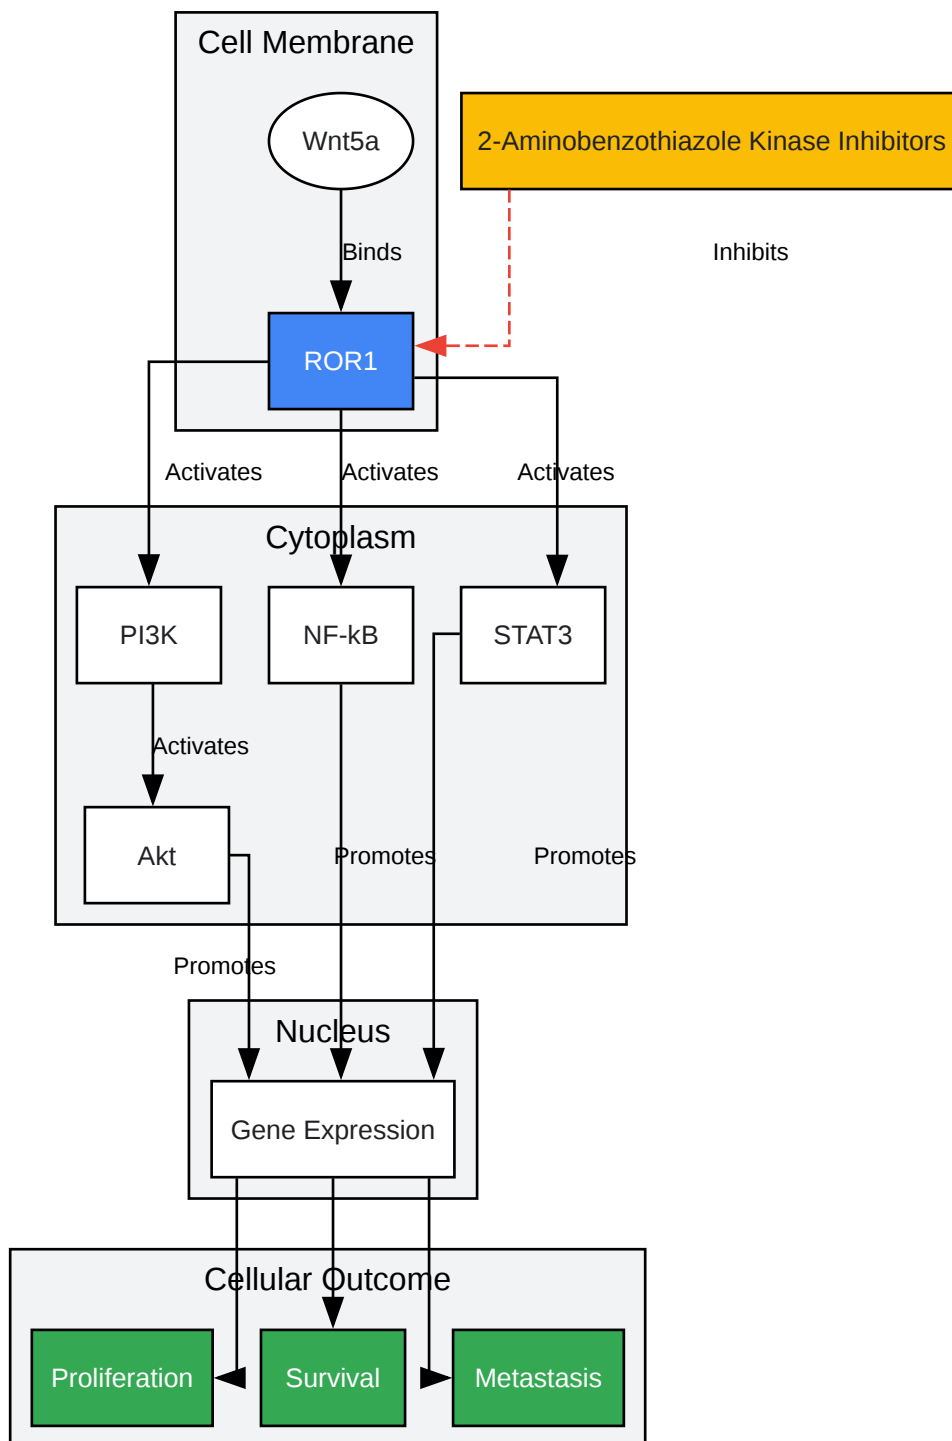 Cell Membrane
Wnt5a
2-Aminobenzothiazole Kinase Inhibitors
Binds
Inhibits
ROR1
Activates
Activates
Activates
Cytoplasm
PI3K
NF-kB
STAT3
Activates
Akt
Promotes
Promotes
Promotes
Nucleus
Gene Expression
Cellular Outcome
Proliferation
Survival
Metastasis